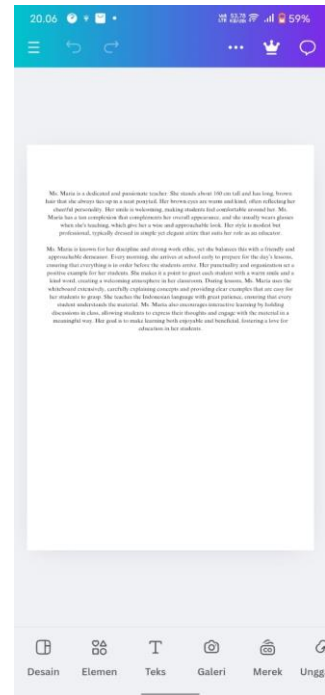 20.06
59%
Ms. Maria is a dedicated and passionate teacher. She stands about 160 cm tall and has long, brown
hair that she always ties up in a neat ponytail. Her brown eyes are warm and kind, often reflecting her
cheerful personality. Her smile is welcoming, making students feel comfortable around her. Ms.
Maria has a tan complexion that complements her overall appearance, and she usually wears glasses
when she's teaching, which give her a wise and approachable look. Her style is modest but
professional, typically dressed in simple yet elegant attire that suits her role as an educator.
Ms. Maria is known for her discipline and strong work ethic, yet she balances this with a friendly and
approachable demeanor. Every morning, she arrives at school early to prepare for the day's lessons,
ensuring that everything is in order before the students arrive. Her punctuality and organization set a
positive example for her students. She makes it a point to greet each student with a warm smile and a
kind word, creating a welcoming atmosphere in her classroom. During lessons, Ms. Maria uses the
whiteboard extensively, carefully explaining concepts and providing clear examples that are easy for
her students to grasp. She teaches the Indonesian language with great patience, ensuring that every
student understands the material. Ms. Maria also encourages interactive learning by holding
discussions in class, allowing students to express their thoughts and engage with the material in a
meaningful way. Her goal is to make learning both enjoyable and beneficial, fostering a love for
education in her students.
Desain Elemen Teks Galeri Merek Ungg